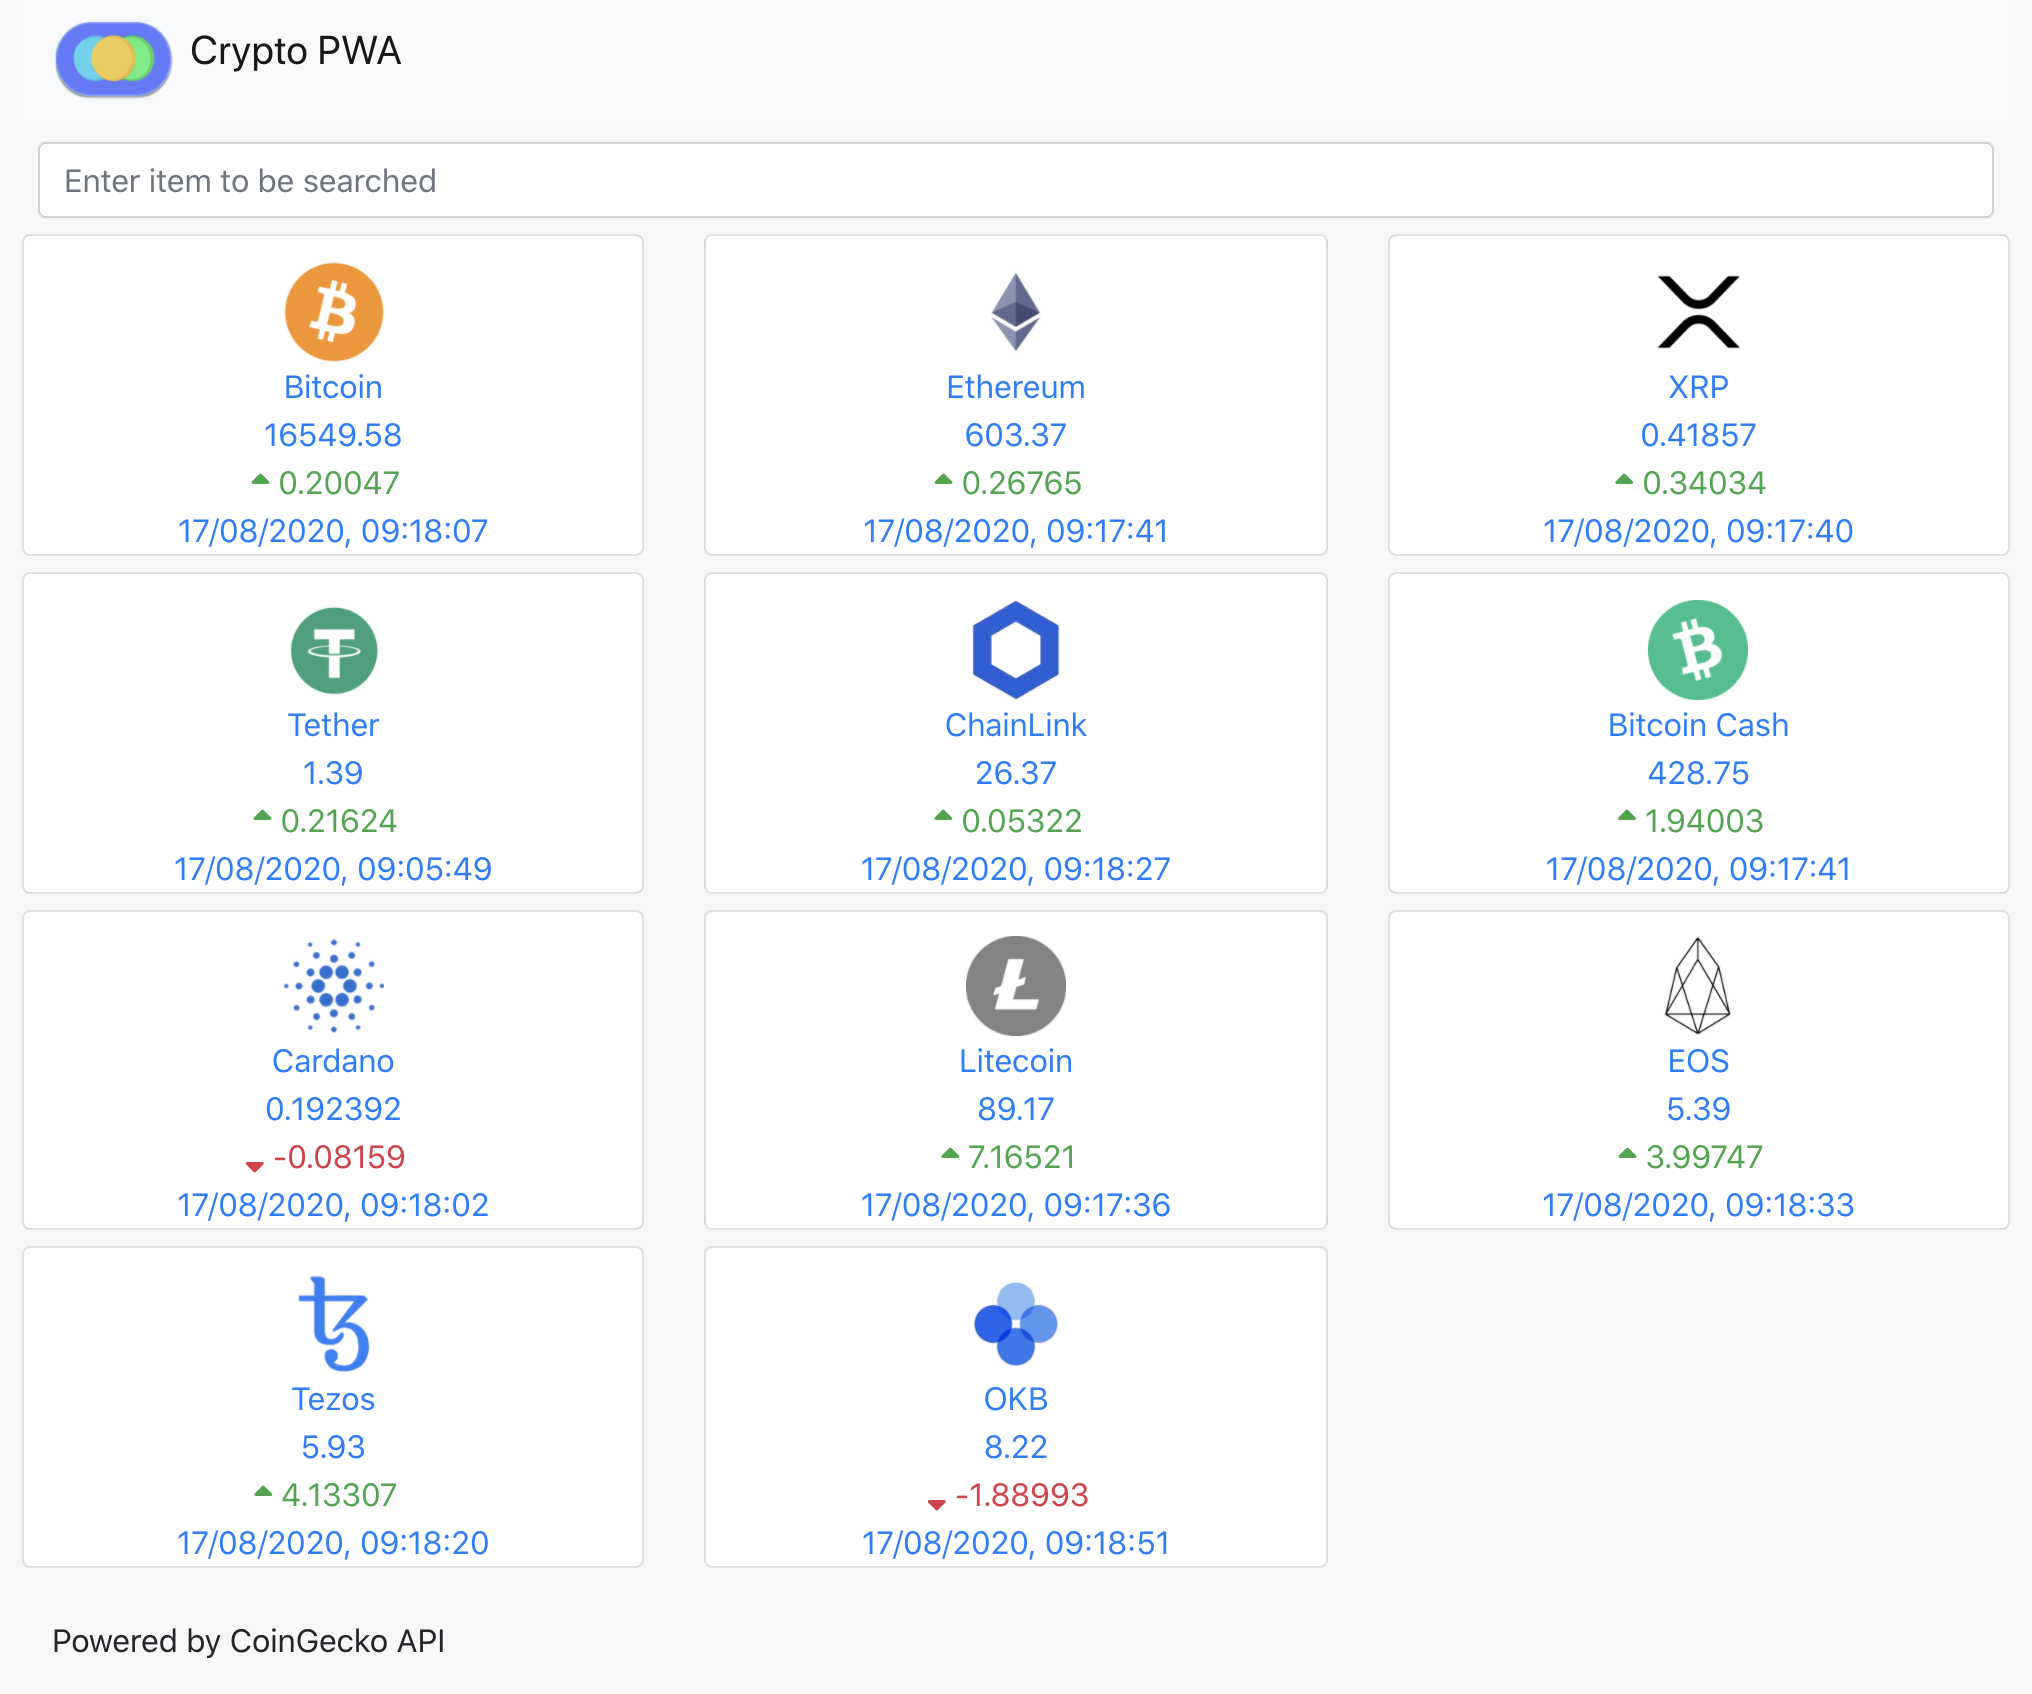 Crypto PWA
Enter item to be searched
Bitcoin
16549.58
0.20047
17/08/2020, 09:18:07
Ethereum
603.37
0.26765
17/08/2020, 09:17:41
XRP
0.41857
0.34034
17/08/2020, 09:17:40
Tether
1.39
0.21624
17/08/2020, 09:05:49
ChainLink
26.37
0.05322
17/08/2020, 09:18:27
Bitcoin Cash
428.75
1.94003
17/08/2020, 09:17:41
Cardano
0.192392
-0.08159
17/08/2020, 09:18:02
Litecoin
89.17
7.16521
17/08/2020, 09:17:36
EOS
5.39
3.99747
17/08/2020, 09:18:33
Tezos
5.93
4.13307
17/08/2020, 09:18:20
OKB
8.22
-1.88993
17/08/2020, 09:18:51
Powered by CoinGecko API